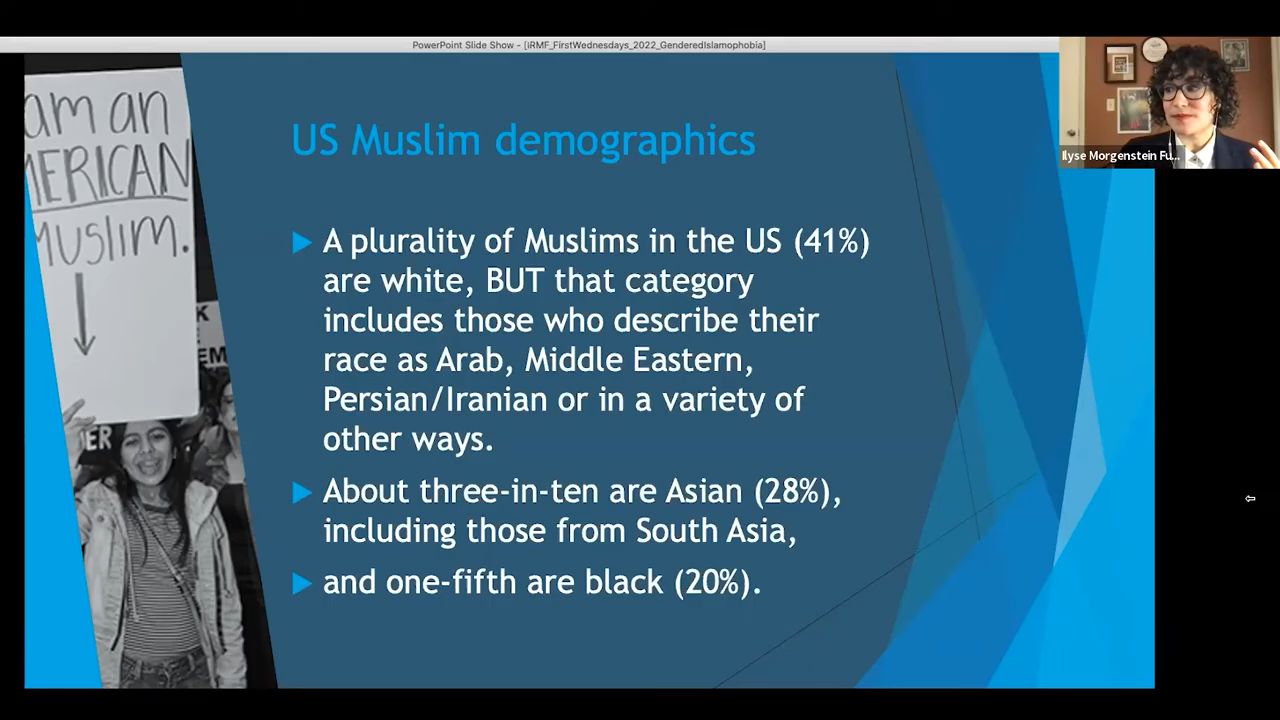 PowerPoint Slide Show - [IRMF_FirstWednesdays_2022_GenderedIslamophobia]
Ilyse Morgenstein Fu...
am an
MERICAN
Muslim.
US Muslim demographics
A plurality of Muslims in the US (41%)
are white, BUT that category
includes those who describe their
race as Arab, Middle Eastern,
Persian/Iranian or in a variety of
other ways.
About three-in-ten are Asian (28%),
including those from South Asia,
and one-fifth are black (20%).